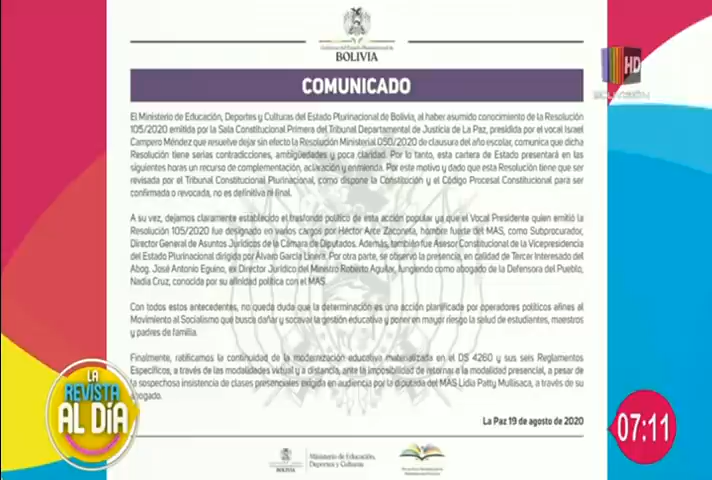 BOLIVIA
COMUNICADO
El Ministerio de Educación, Deportes y Culturas del Estado Plurinacional de Bolivia, al haber asumido conocimiento de la Resolución
105/2020 emitida por la Sala Constitucional Primera del Tribunal Departamental de Justicia de La Paz, presidida por el vocal Israel
Campero Méndez que resuelve dejar sin efecto la Resolución Ministerial 050/2020 de clausura del año escolar, comunica que dicha
Resolución tiene serias contradicciones, ambigüedades y poca claridad. Por lo tanto, esta cartera de Estado presentará en las
siguientes horas un recurso de complementación, aclaración y enmienda. Por este motivo y dado que esta Resolución tiene que ser
revisada por el Tribunal Constitucional Plurinacional, como dispone la Constitución y el Código Procesal Constitucional para ser
confirmada o revocada, no es definitiva ni final.
A su vez, dejamos claramente establecido el trasfondo político de esta acción popular ya que el Vocal Presidente quien emitió la
Resolución 105/2020 fue designado en varios cargos por Héctor Arce Zaconeta, hombre fuerte del MAS, como Subprocurador,
Director General de Asuntos Jurídicos de la Cámara de Diputados. Además, también fue Asesor Constitucional de la Vicepresidencia
del Estado Plurinacional dirigida por Álvaro García Linera. Por otra parte, se observó la presencia, en calidad de Tercer Interesado del
Abog. José Antonio Eguino, ex Director Jurídico del Ministro Roberto Aguilar, fungiendo como abogado de la Defensora del Pueblo,
Nadia Cruz, conocida por su afinidad política con el MAS.
Con todos estos antecedentes, no queda duda que la determinación es una acción planificada por operadores políticos afines al
Movimiento al Socialismo que busca dañar y socavar la gestión educativa y poner en mayor riesgo la salud de estudiantes, maestros
y padres de familia.
Finalmente, ratificamos la continuidad de la modernización educativa materializada en el DS 4260 y sus seis Reglamentos
Específicos, a través de las modalidades virtual y a distancia, ante la imposibilidad de retornar a la modalidad presencial, a pesar de
la sospechosa insistencia de clases presenciales exigida en audiencia por la diputada del MAS Lidia Patty Mullisaca, a través de su
abogado.
La Paz 19 de agosto de 2020
BOLIVIA
Ministerio de Educación,
Deportes y Culturas
LA
REVISTA
AL DÍA
HD
07:11